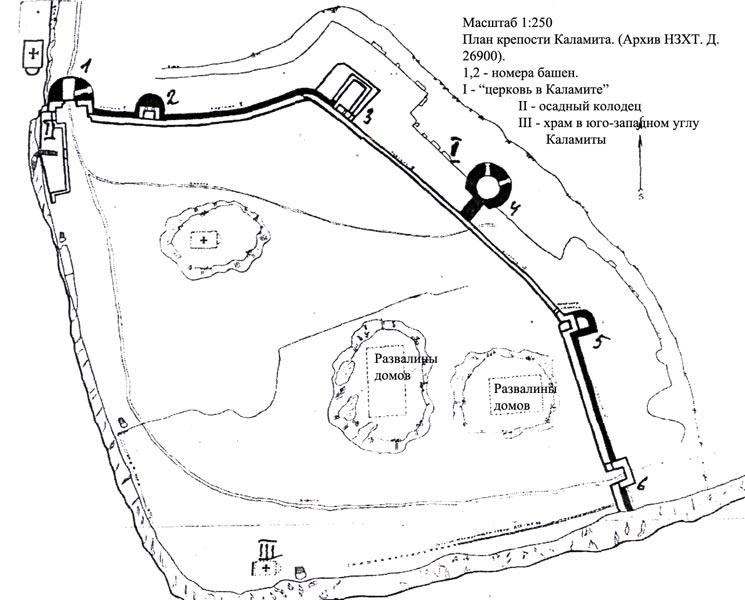 Масштаб 1:250
План крепости Каламита. (Архив НЗХТ. Д.
26900).
1,2 - номера башен.
I - “церковь в Каламите”
II - осадный колодец
III - храм в юго-западном углу
Каламиты
1
2
3
II
4
5
Развалины
домов
Развалины
домов
6
III